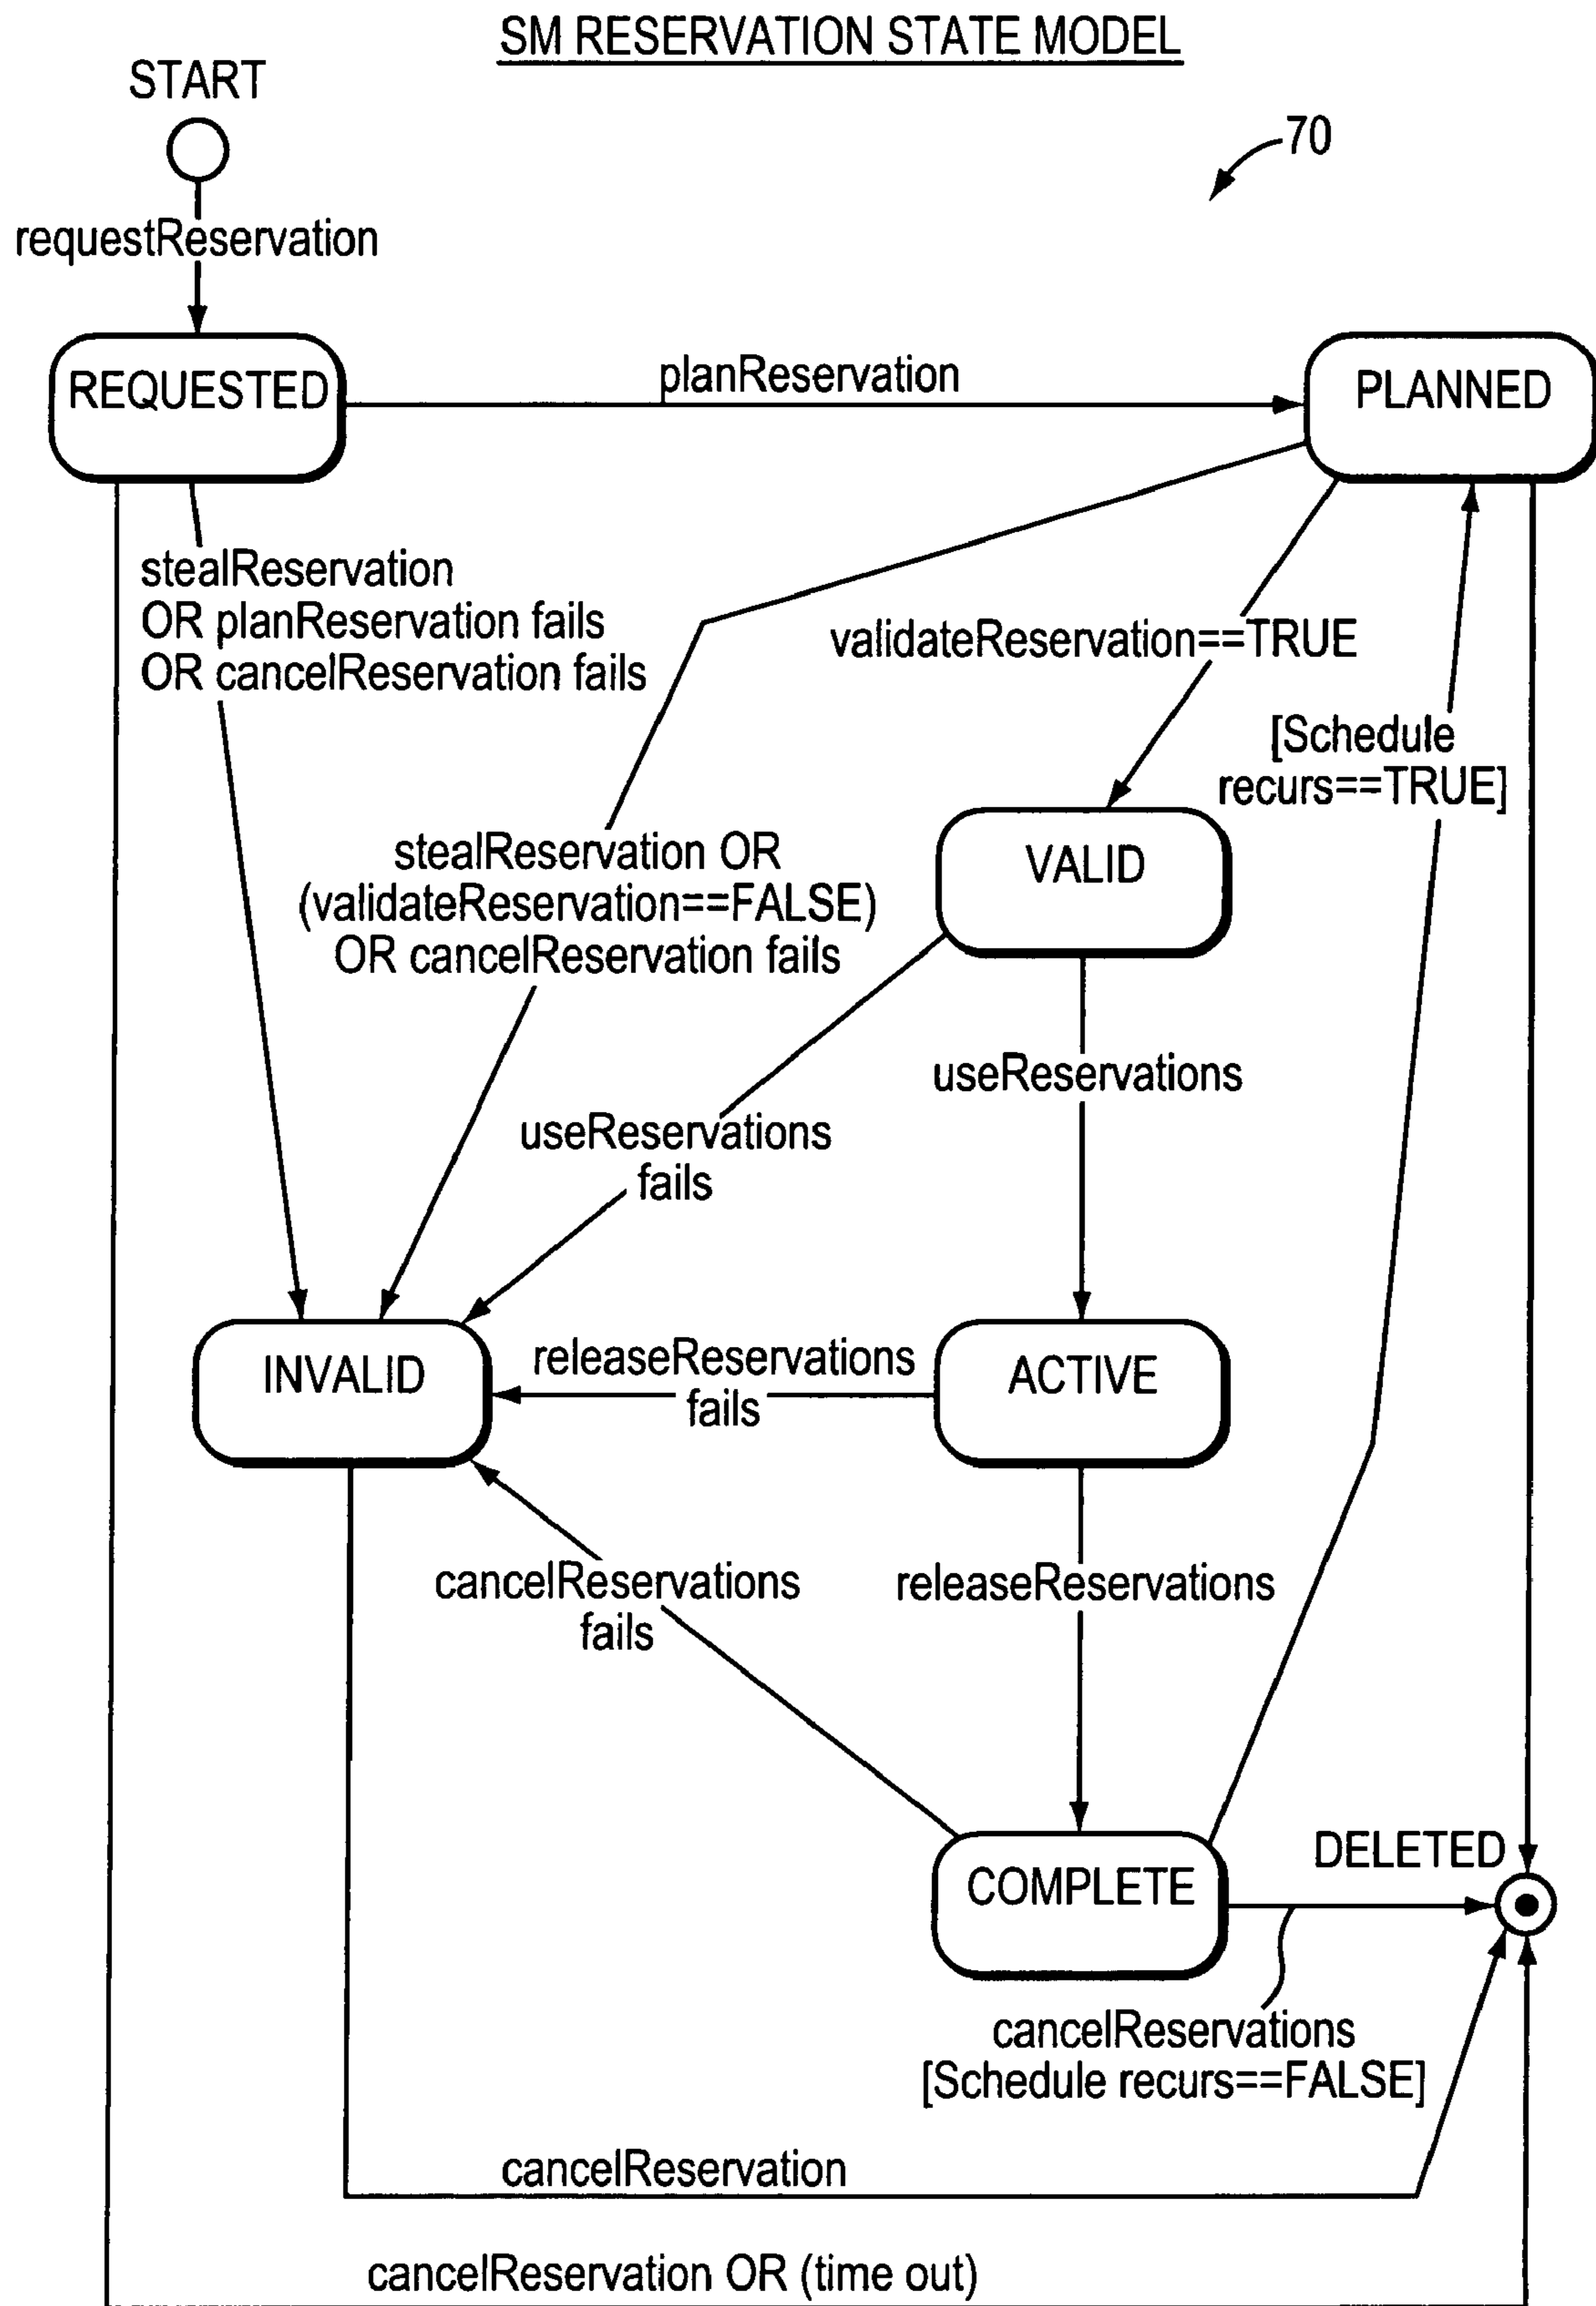 SM RESERVATION STATE MODEL
START
70
requestReservation
REQUESTED
planReservation
PLANNED
stealReservation
OR planReservation fails
OR cancelReservation fails
validateReservation==TRUE
[Schedule
recurs==TRUE]
stealReservation OR
(validateReservation==FALSE)
OR cancelReservation fails
VALID
useReservations
useReservations
fails
INVALID
releaseReservations
fails
ACTIVE
cancelReservations
fails
releaseReservations
DELETED
COMPLETE
cancelReservations
[Schedule recurs==FALSE]
cancelReservation
cancelReservation OR (time out)